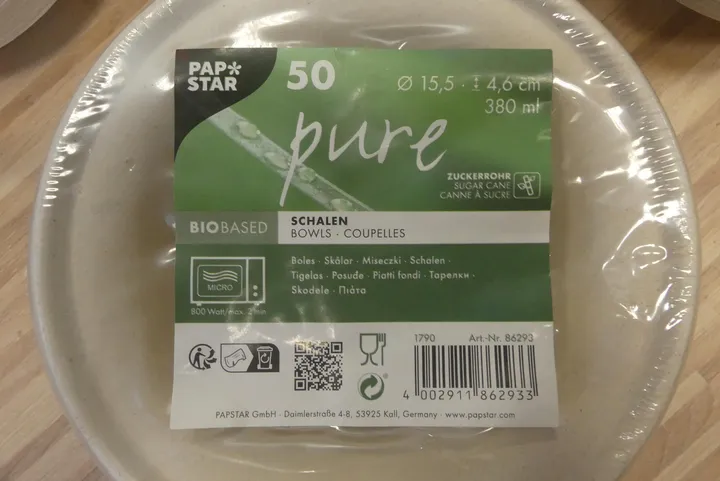 PAP*
STAR
50
Ø 15,5 · ↕ 4,6 cm
380 ml
pure
ZUCKERROHR
SUGAR CANE
CANNE À SUCRE
BIOBASED
SCHALEN
BOWLS - COUPELLES
Boles · Skålar · Miseczki · Schalen ·
Tigelas · Posude · Piatti fondi · Тарелки ·
Skodele · Πιάτα
MICRO
800 Watt/max. 2 min
1790 Art.-Nr. 86293
4 002911 862933
PAPSTAR GmbH · Daimlerstraße 4-8, 53925 Kall, Germany · www.papstar.com